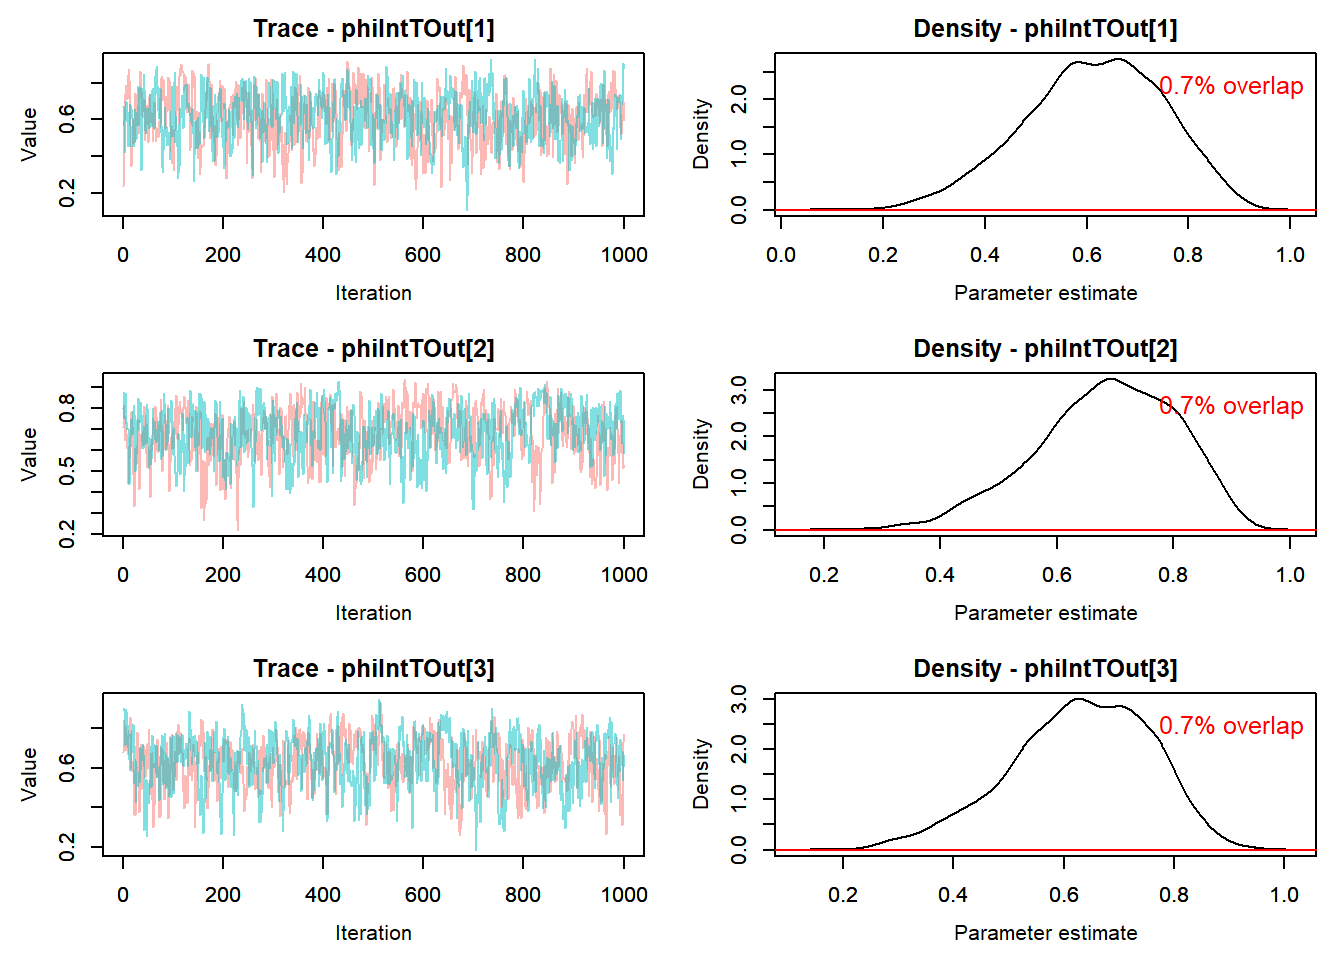 Trace - phiIntTOut[1]
Value
0.2
0.6
0
200
400
600
800
1000
Iteration
Density - phiIntTOut[1]
Density
0.0
1.0
2.0
0.7% overlap
0.0
0.2
0.4
0.6
0.8
1.0
Parameter estimate
Trace - phiIntTOut[2]
Value
0.2
0.5
0.8
0
200
400
600
800
1000
Iteration
Density - phiIntTOut[2]
Density
0.0
1.0
2.0
3.0
0.7% overlap
0.2
0.4
0.6
0.8
1.0
Parameter estimate
Trace - phiIntTOut[3]
Value
0.2
0.6
0
200
400
600
800
1000
Iteration
Density - phiIntTOut[3]
Density
0.0
1.0
2.0
3.0
0.7% overlap
0.2
0.4
0.6
0.8
1.0
Parameter estimate